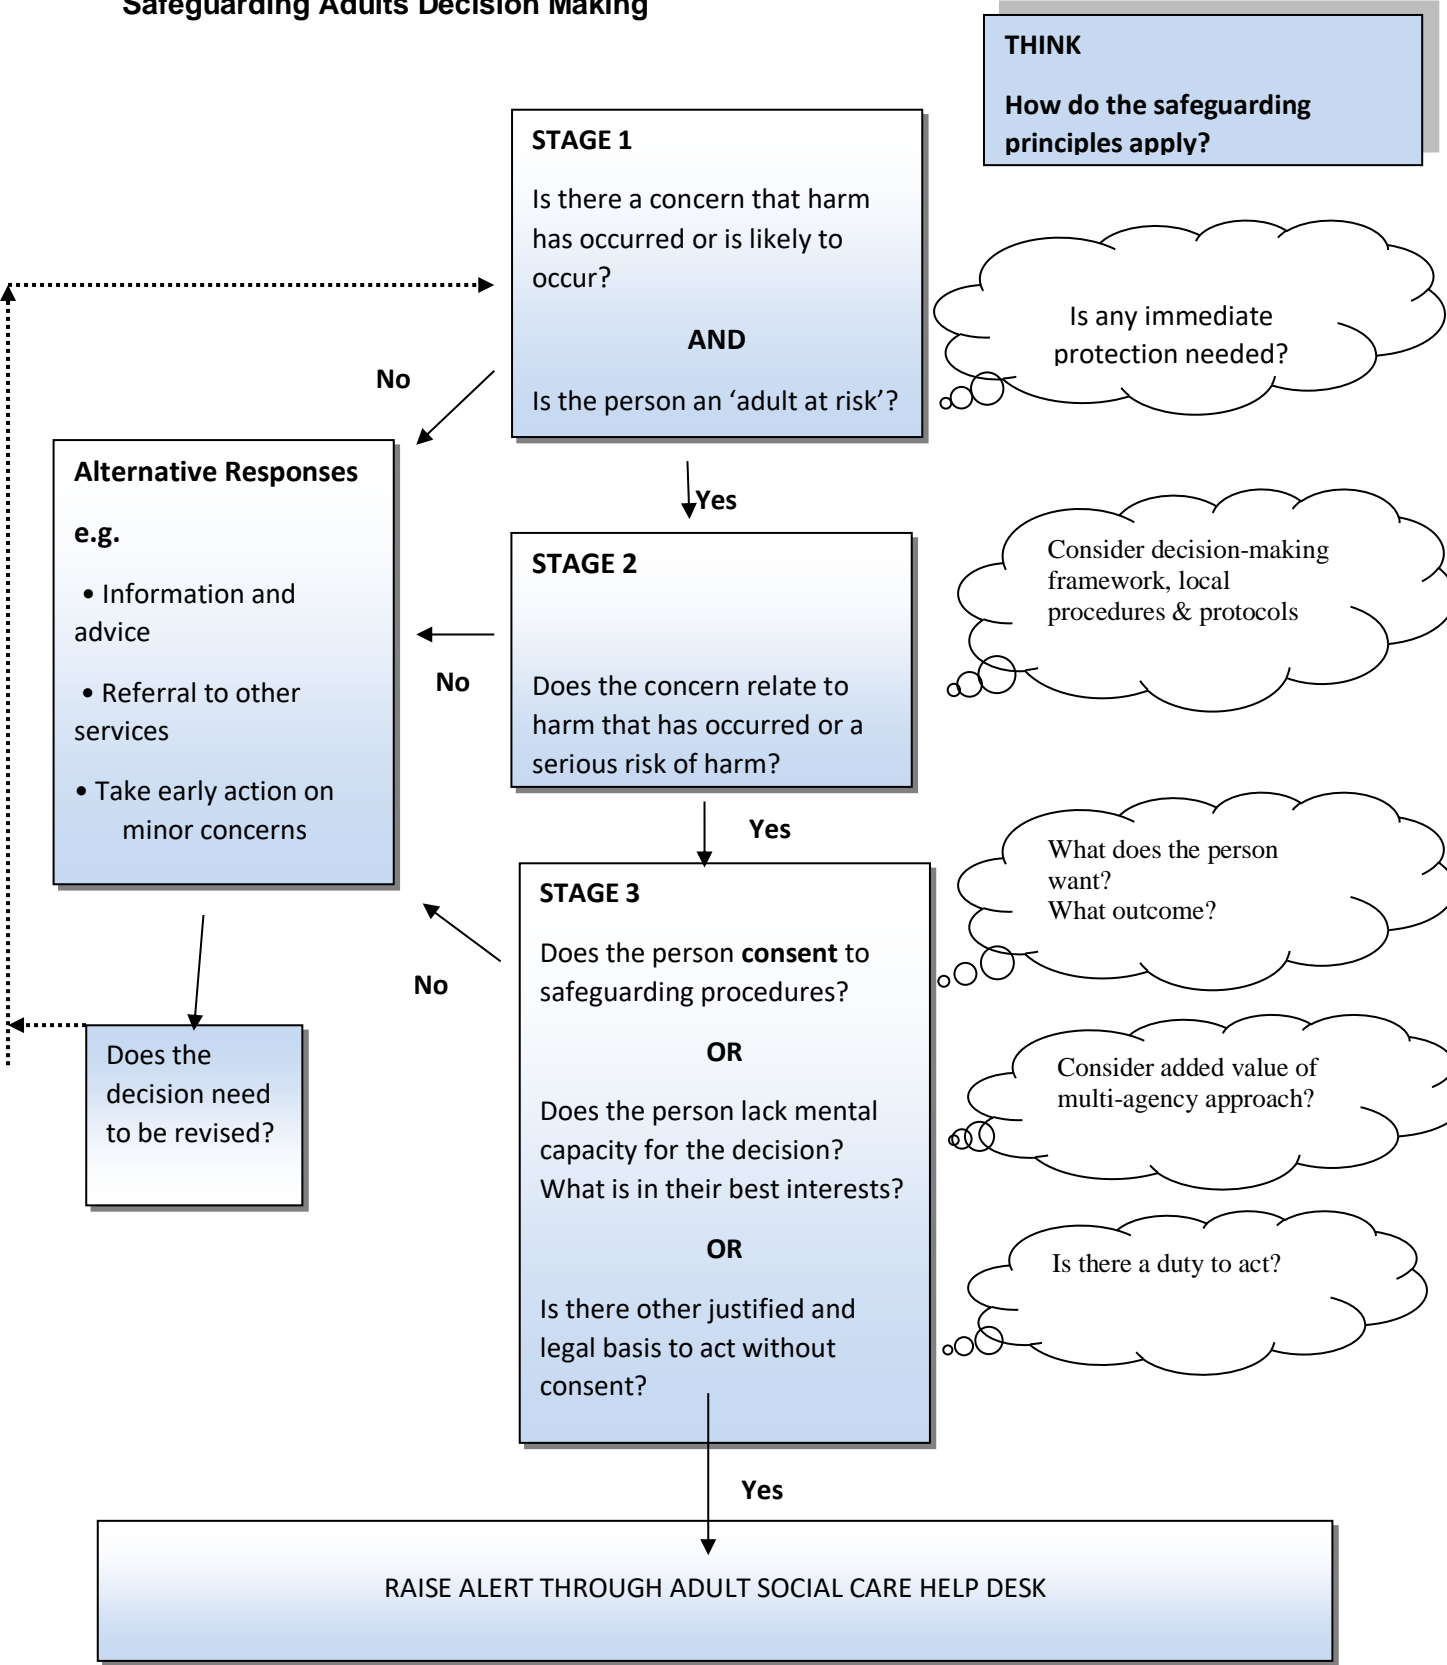 Safeguarding Adults Decision Making
THINK
How do the safeguarding
principles apply?
STAGE 1
Is there a concern that harm
has occurred or is likely to
occur?
AND
Is the person an ‘adult at risk’?
Is any immediate
protection needed?
No
Yes
Alternative Responses
e.g.
• Information and
advice
• Referral to other
services
• Take early action on
minor concerns
STAGE 2
Does the concern relate to
harm that has occurred or a
serious risk of harm?
Consider decision-making
framework, local
procedures & protocols
No
Yes
STAGE 3
Does the person consent to
safeguarding procedures?
OR
Does the person lack mental
capacity for the decision?
What is in their best interests?
OR
Is there other justified and
legal basis to act without
consent?
What does the person
want?
What outcome?
No
Does the
decision need
to be revised?
Consider added value of
multi-agency approach?
Is there a duty to act?
Yes
RAISE ALERT THROUGH ADULT SOCIAL CARE HELP DESK